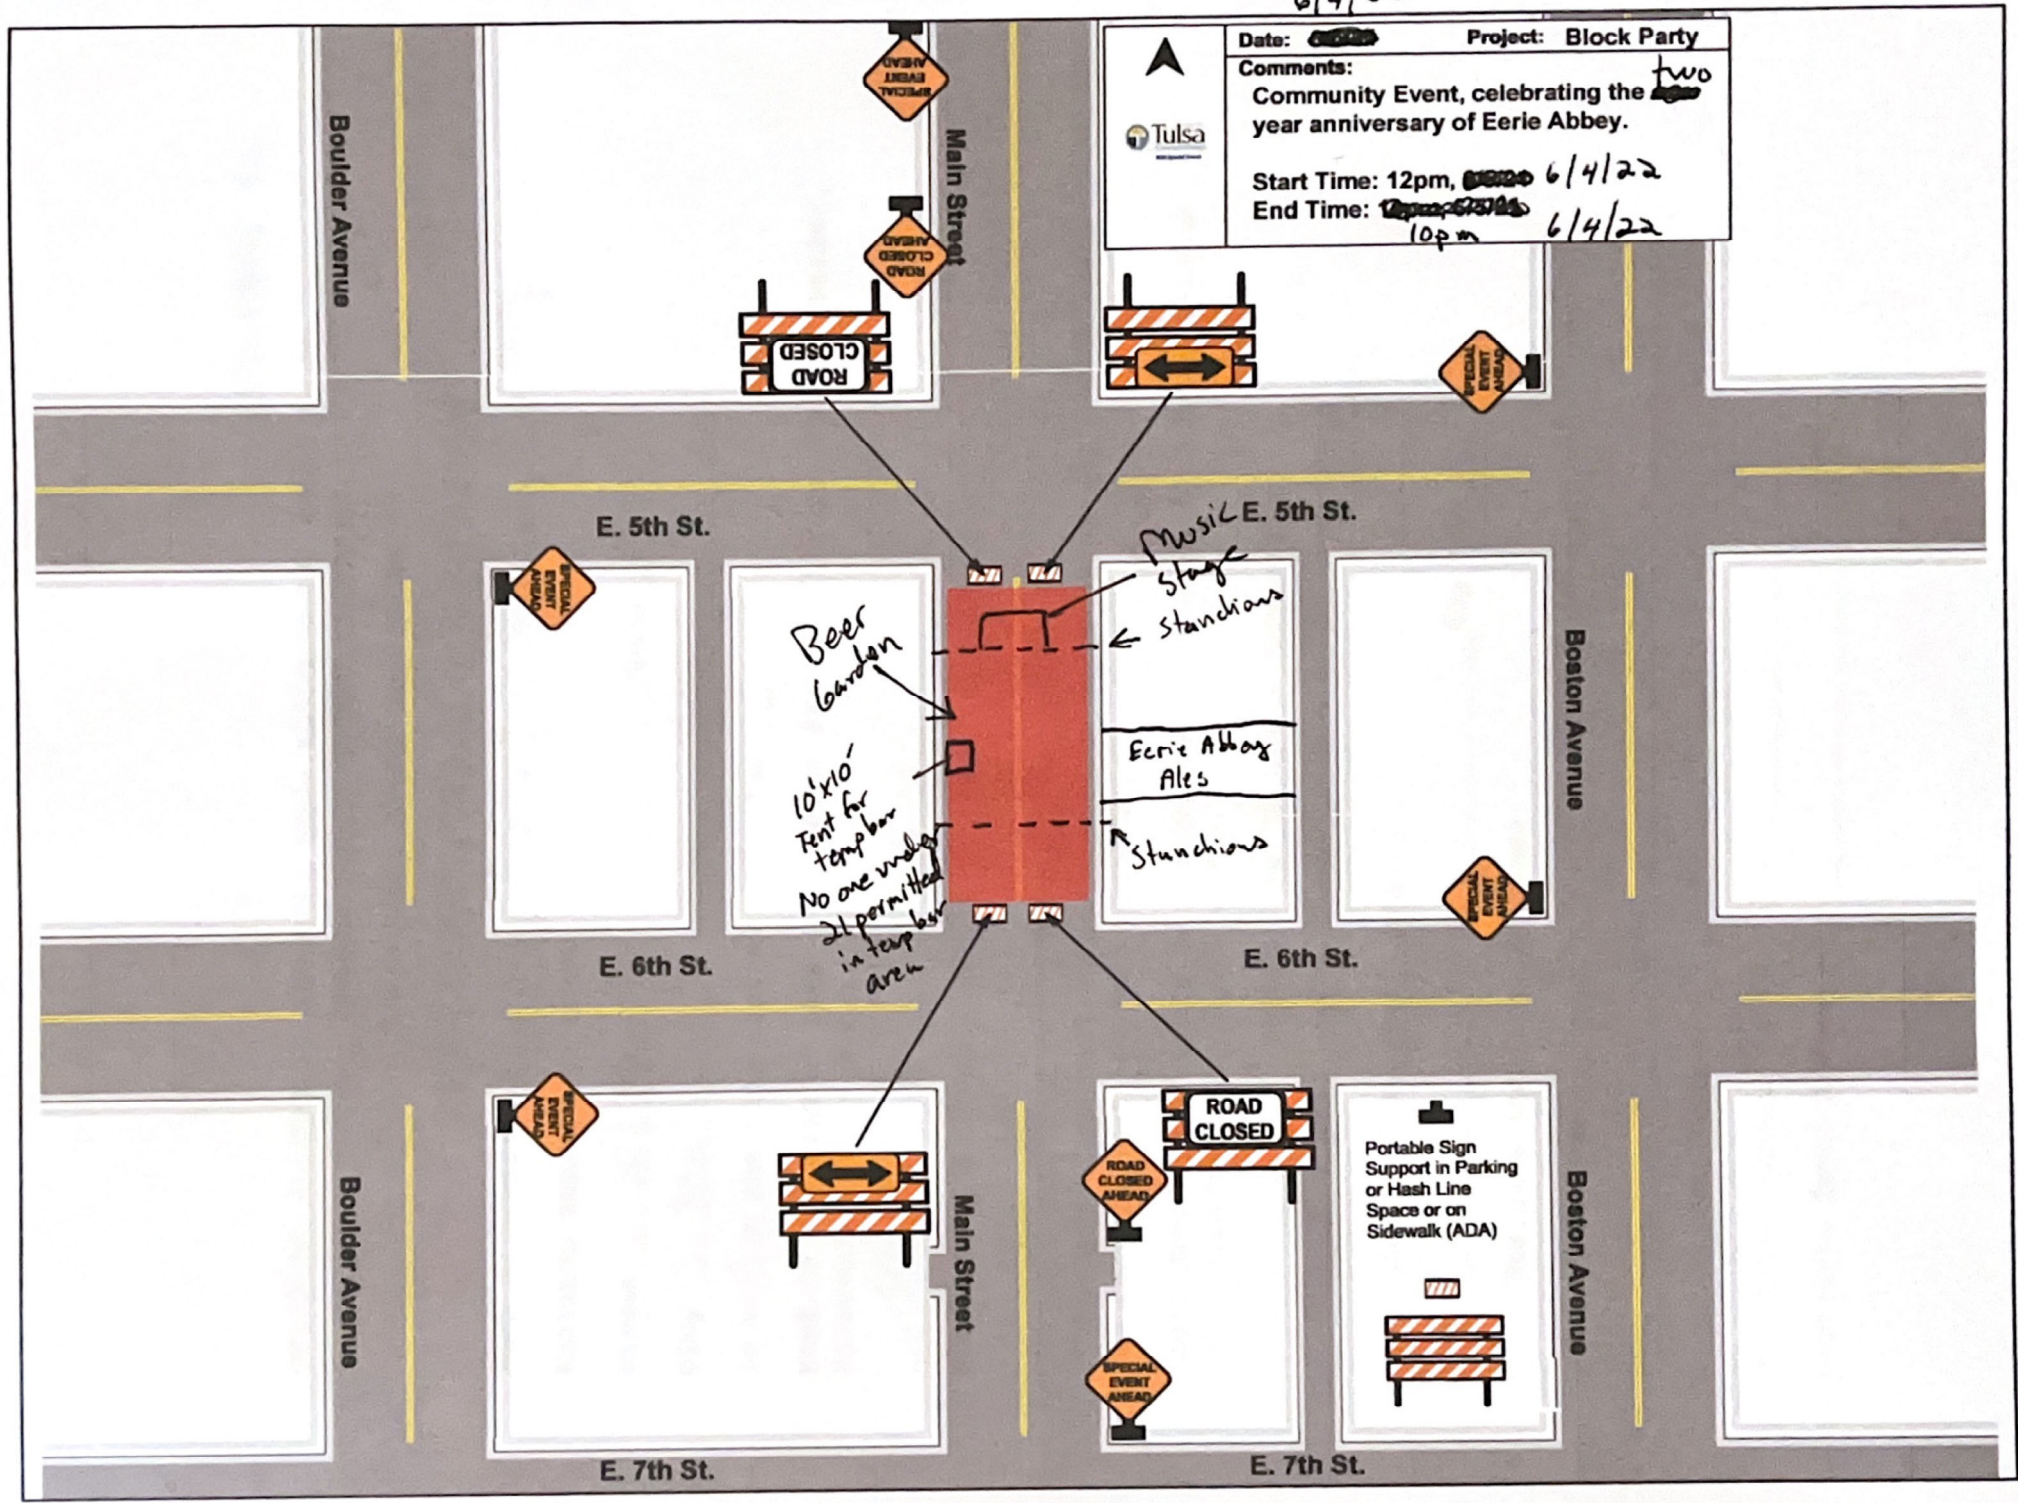 6/4/
Date:
Project: Block Party
Comments:
two
Community Event, celebrating the
year anniversary of Eerie Abbey.
Start Time: 12pm, 6/4/22
End Time:
10pm 6/4/22
Tulsa
SPECIAL
EVENT
AHEAD
Boulder Avenue
Main Street
ROAD
CLOSED
AHEAD
ROAD
CLOSED
SPECIAL
EVENT
AHEAD
E. 5th St.
E. 5th St.
Music
Stage
Stanchions
SPECIAL
EVENT
AHEAD
Beer
Garden
Boston Avenue
Eerie Abbey
Ales
10'x10'
Tent for
temp bar
No one under
21 permitted
in temp bar
area
Stanchions
SPECIAL
EVENT
AHEAD
E. 6th St.
E. 6th St.
SPECIAL
EVENT
AHEAD
ROAD
CLOSED
ROAD
CLOSED
AHEAD
Portable Sign
Support in Parking
or Hash Line
Space or on
Sidewalk (ADA)
Boulder Avenue
Main Street
Boston Avenue
SPECIAL
EVENT
AHEAD
E. 7th St.
E. 7th St.